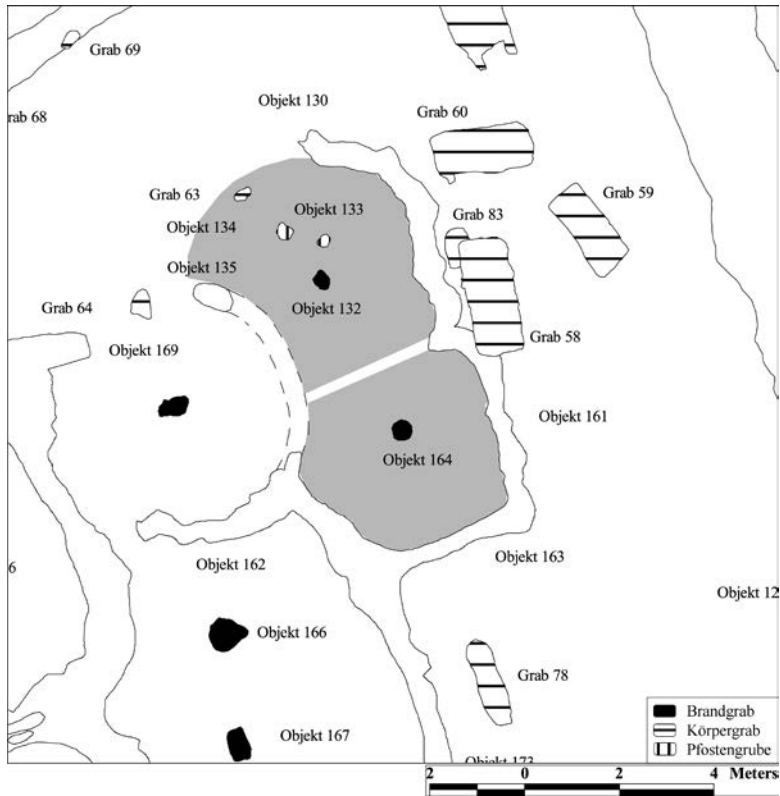 Grab 69
Objekt 130
Grab 60
rab 68
Grab 63
Objekt 133
Grab 59
Objekt 134
Grab 83
Objekt 135
Grab 64
Objekt 132
Grab 58
Objekt 169
Objekt 161
Objekt 164
Objekt 163
6
Objekt 162
Objekt 12
Objekt 166
Grab 78
Objekt 167
Objekt 173
Brandgrab
Körpergrab
Pfostengrube
2 0 2 4 Meters